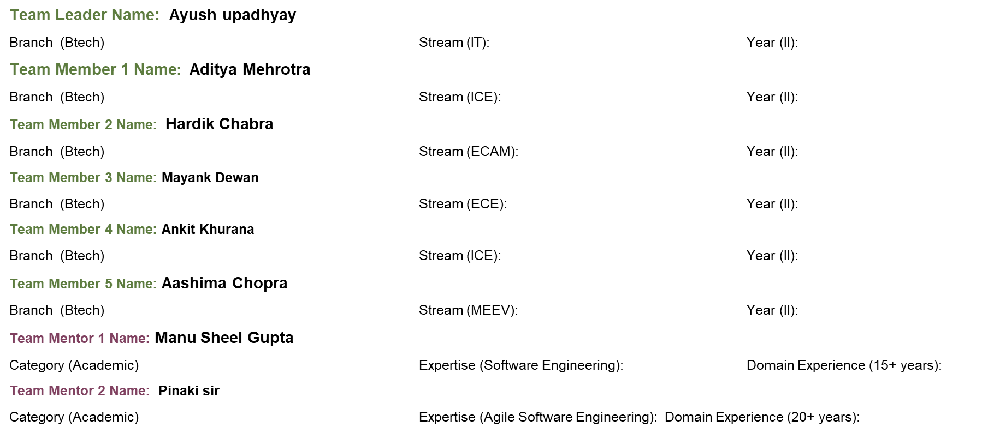 Team Leader Name: Ayush upadhyay
Branch (Btech) Stream (IT): Year (II):
Team Member 1 Name: Aditya Mehrotra
Branch (Btech) Stream (ICE): Year (II):
Team Member 2 Name: Hardik Chabra
Branch (Btech) Stream (ECAM): Year (II):
Team Member 3 Name: Mayank Dewan
Branch (Btech) Stream (ECE): Year (II):
Team Member 4 Name: Ankit Khurana
Branch (Btech) Stream (ICE): Year (II):
Team Member 5 Name: Aashima Chopra
Branch (Btech) Stream (MEEV): Year (II):
Team Mentor 1 Name: Manu Sheel Gupta
Category (Academic) Expertise (Software Engineering): Domain Experience (15+ years):
Team Mentor 2 Name: Pinaki sir
Category (Academic) Expertise (Agile Software Engineering): Domain Experience (20+ years):